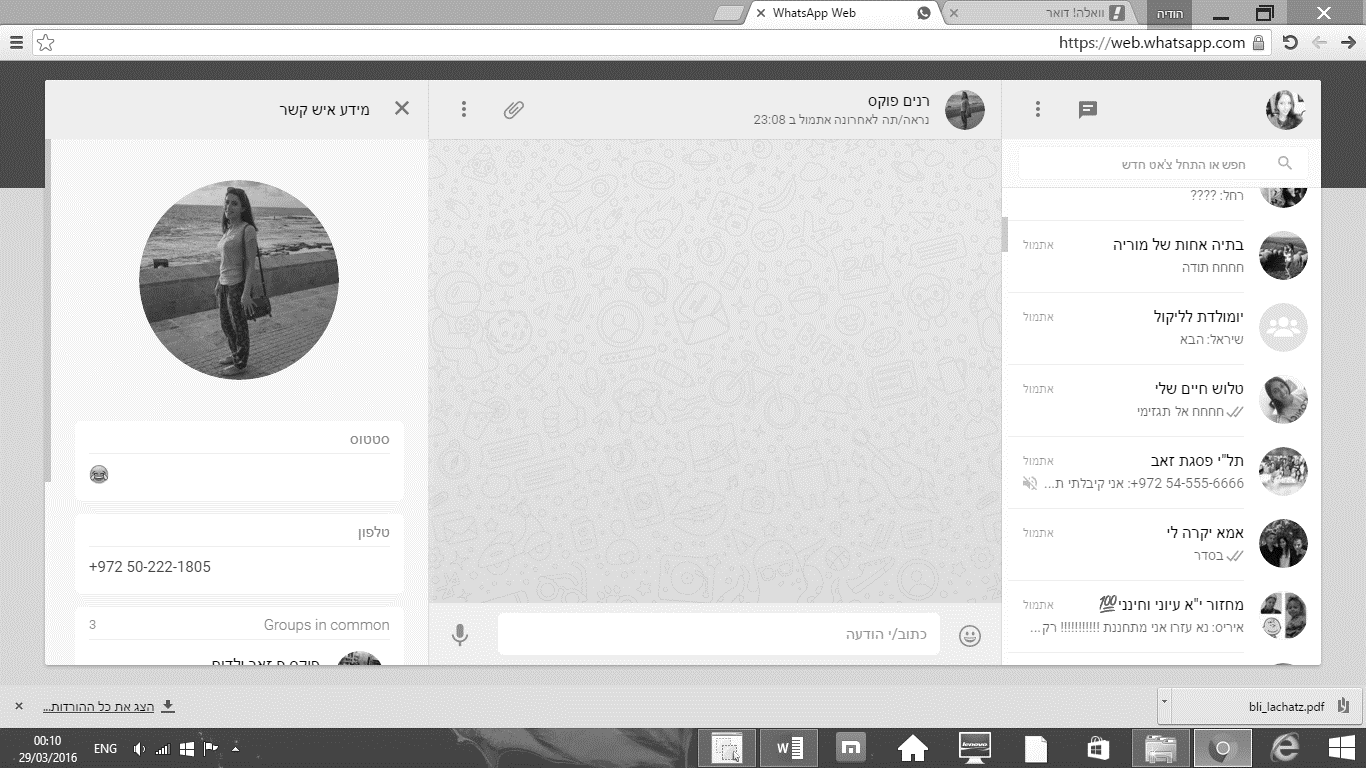 WhatsApp Web
וואלה! דואר
הודיה
https://web.whatsapp.com
מידע איש קשר
רנים פוקס
נראה/תה לאחרונה אתמול ב 23:08
חפש או התחל צ'אט חדש
רחל: ????
בתיה אחות של מוריה
אתמול
חחחח תודה
יומולדת לליקול
אתמול
שיראל: הבא
טלוש חיים שלי
אתמול
חחחח אל תגזימי
תל"י פסגת זאב
אתמול
+972 54-555-6666: אני קיבלתי ת...
אמא יקרה לי
אתמול
בסדר
מחזור י"א עיוני וחינני💯
אתמול
איריס: נא עזרו אני מתחננת !!!!!!!!!!! רק...
סטטוס
😂
טלפון
+972 50-222-1805
Groups in common
3
כתוב/י הודעה
הצג את כל ההורדות...
bli_lachatz.pdf
00:10
29/03/2016
ENG
lenovo